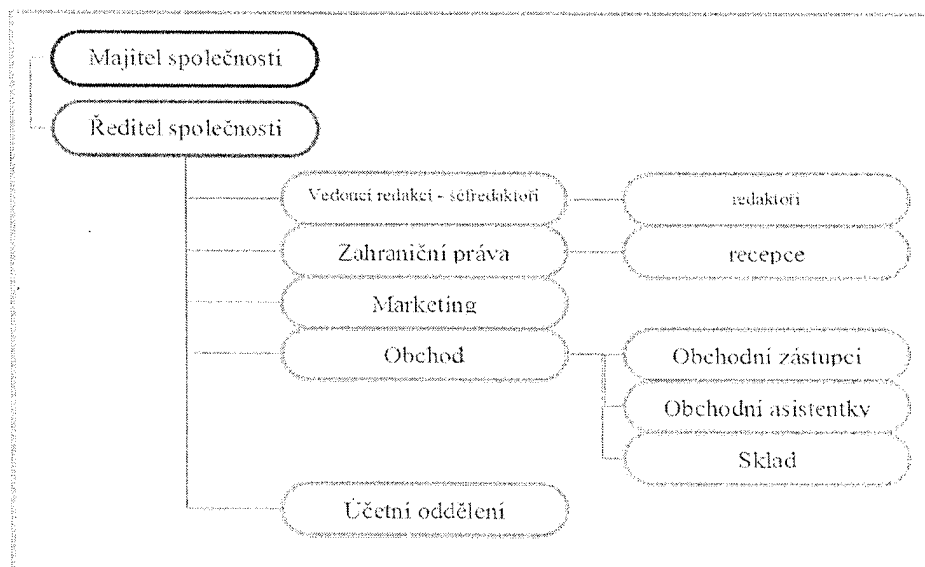 Majitel společnosti
Ředitel společnosti
Vedoucí redakcí - šéfredaktoři
redaktoři
Zahraniční práva
recepce
Marketing
Obchod
Obchodní zástupci
Obchodní asistentky
Sklad
Účetní oddělení